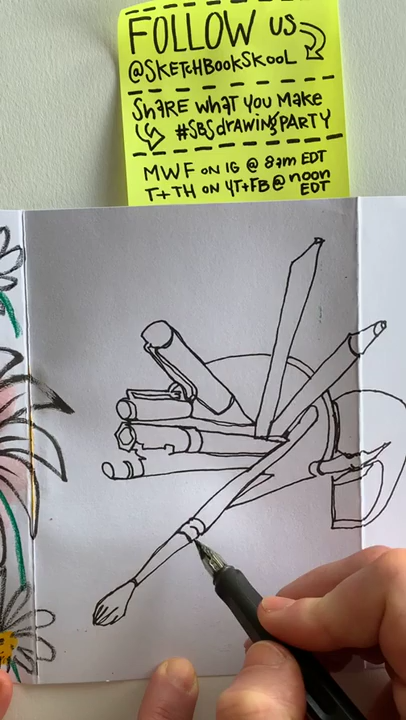 FOLLOW US
@SKETCHBOOKSKOOL
SHARE WHAT YOU MAKE
#SBSdrawingPARTY
MWF ON IG @ 8am EDT
T+TH ON YT+FB @ noon
EDT